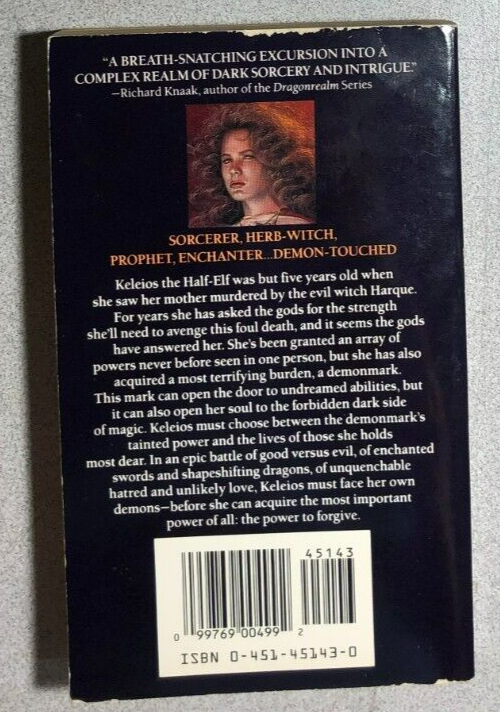 "A BREATH-SNATCHING EXCURSION INTO A
COMPLEX REALM OF DARK SORCERY AND INTRIGUE."
—Richard Knaak, author of the Dragonrealm Series
SORCERER, HERB-WITCH,
PROPHET, ENCHANTER...DEMON-TOUCHED
Keleios the Half-Elf was but five years old when
she saw her mother murdered by the evil witch Harque.
For years she has asked the gods for the strength
she'll need to avenge this foul death, and it seems the gods
have answered her. She's been granted an array of
powers never before seen in one person, but she has also
acquired a most terrifying burden, a demonmark.
This mark can open the door to undreamed abilities, but
it can also open her soul to the forbidden dark side
of magic. Keleios must choose between the demonmark's
tainted power and the lives of those she holds
most dear. In an epic battle of good versus evil, of enchanted
swords and shapeshifting dragons, of unquenchable
hatred and unlikely love, Keleios must face her own
demons—before she can acquire the most important
power of all: the power to forgive.
45143
0 99769 00499 2
ISBN 0-451-45143-0